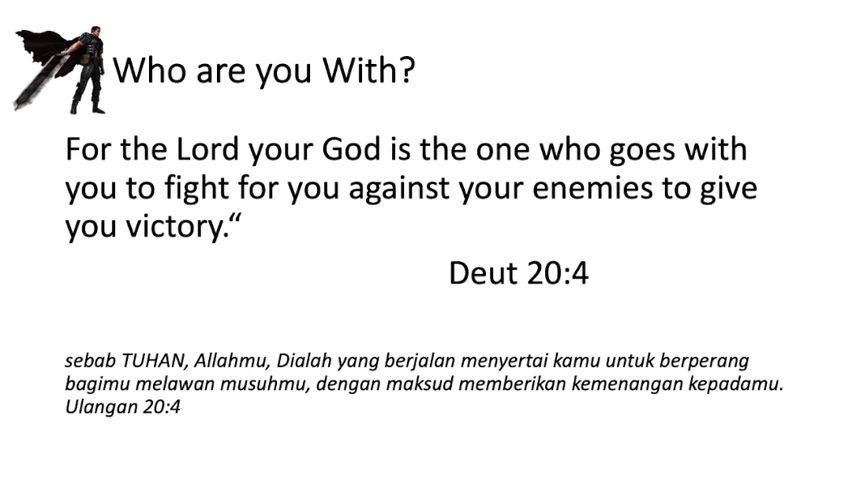 Who are you With?
For the Lord your God is the one who goes with
you to fight for you against your enemies to give
you victory.“
Deut 20:4
sebab TUHAN, Allahmu, Dialah yang berjalan menyertai kamu untuk berperang
bagimu melawan musuhmu, dengan maksud memberikan kemenangan kepadamu.
Ulangan 20:4